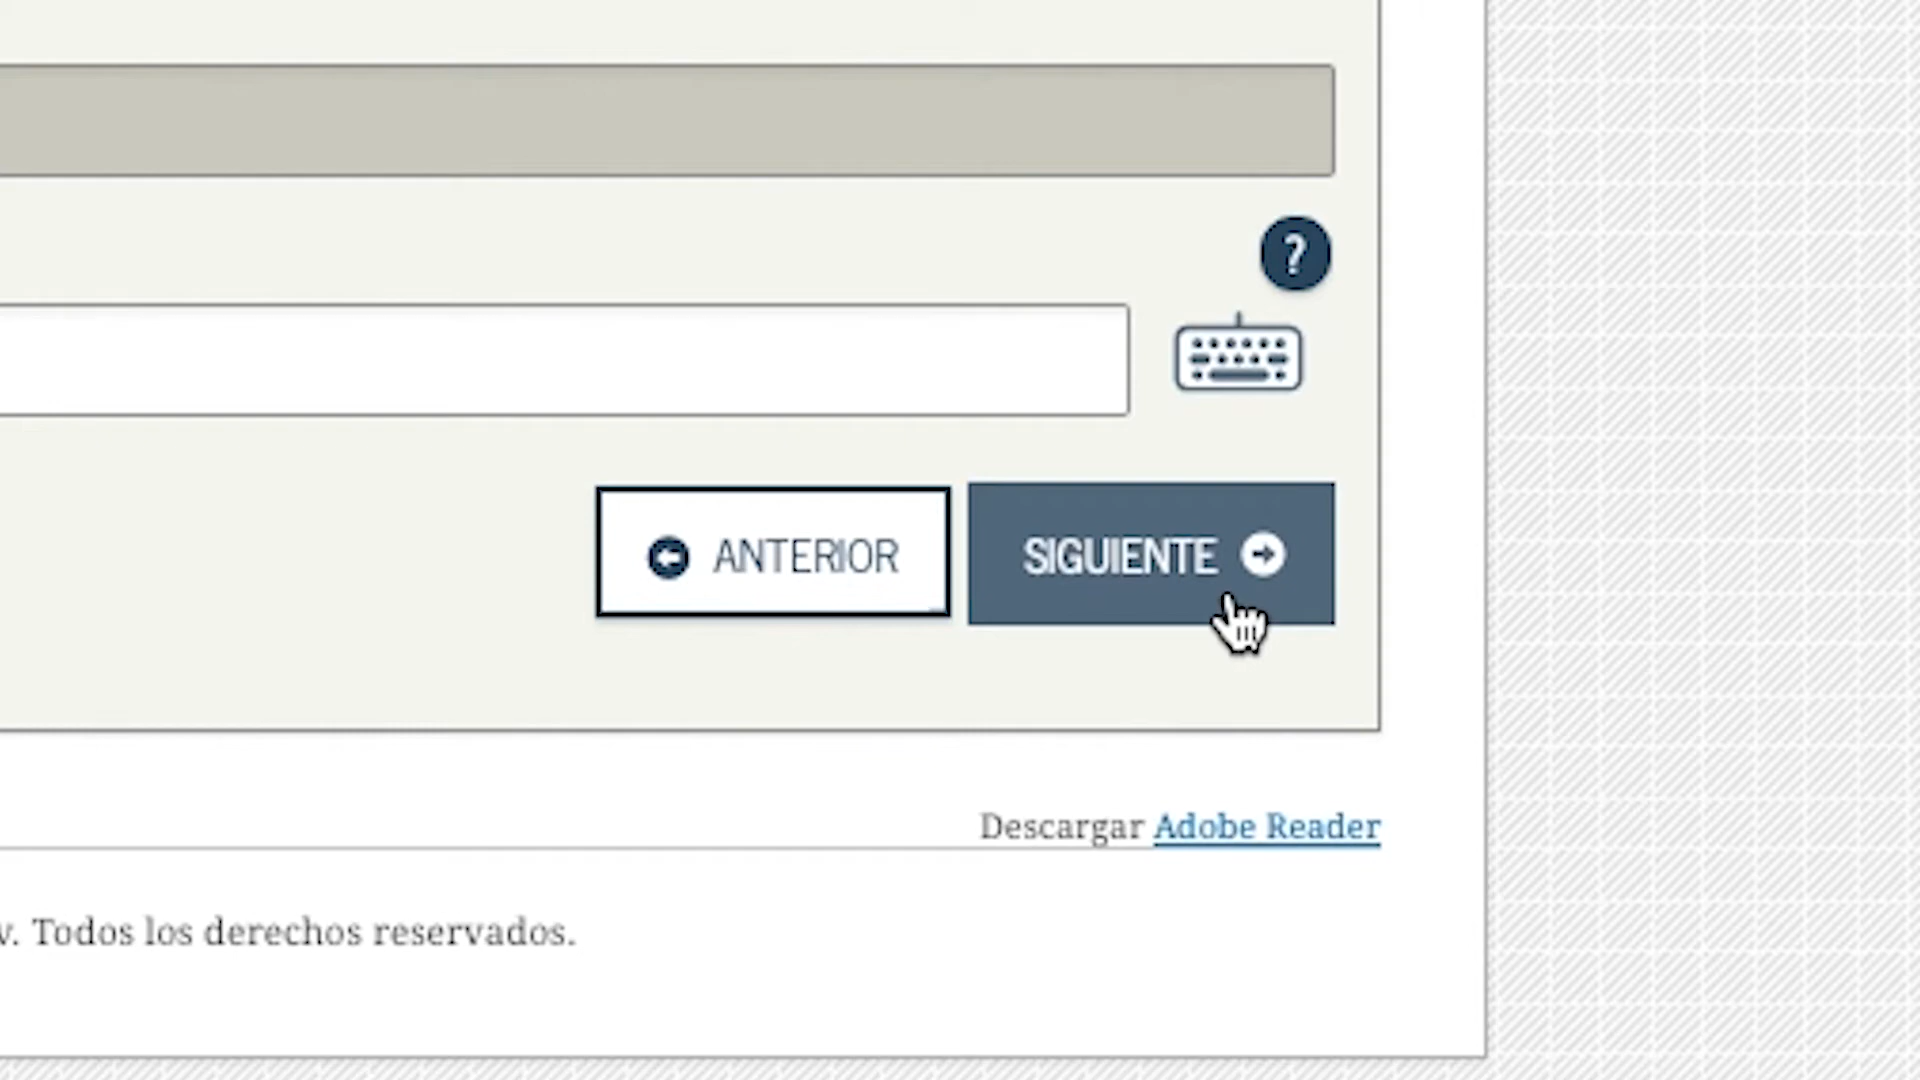 ?
ANTERIOR
SIGUIENTE
Descargar Adobe Reader
v. Todos los derechos reservados.